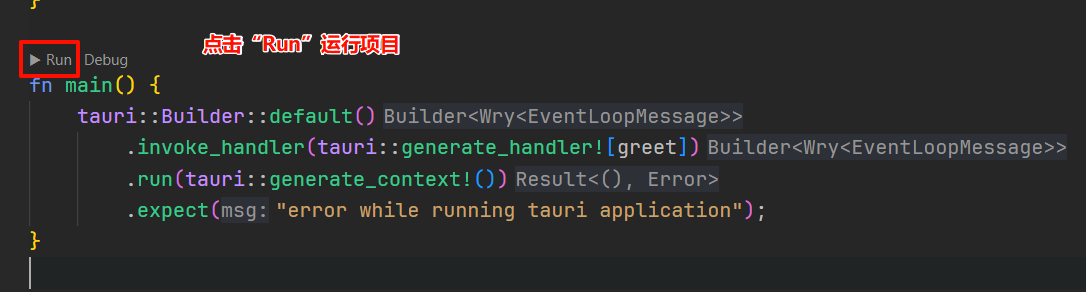 }
点击“Run”运行项目
▶ Run Debug
fn main() {
tauri::Builder::default() Builder<Wry<EventLoopMessage>>
.invoke_handler(tauri::generate_handler![greet]) Builder<Wry<EventLoopMessage>>
.run(tauri::generate_context!()) Result<(), Error>
.expect(msg: "error while running tauri application");
}